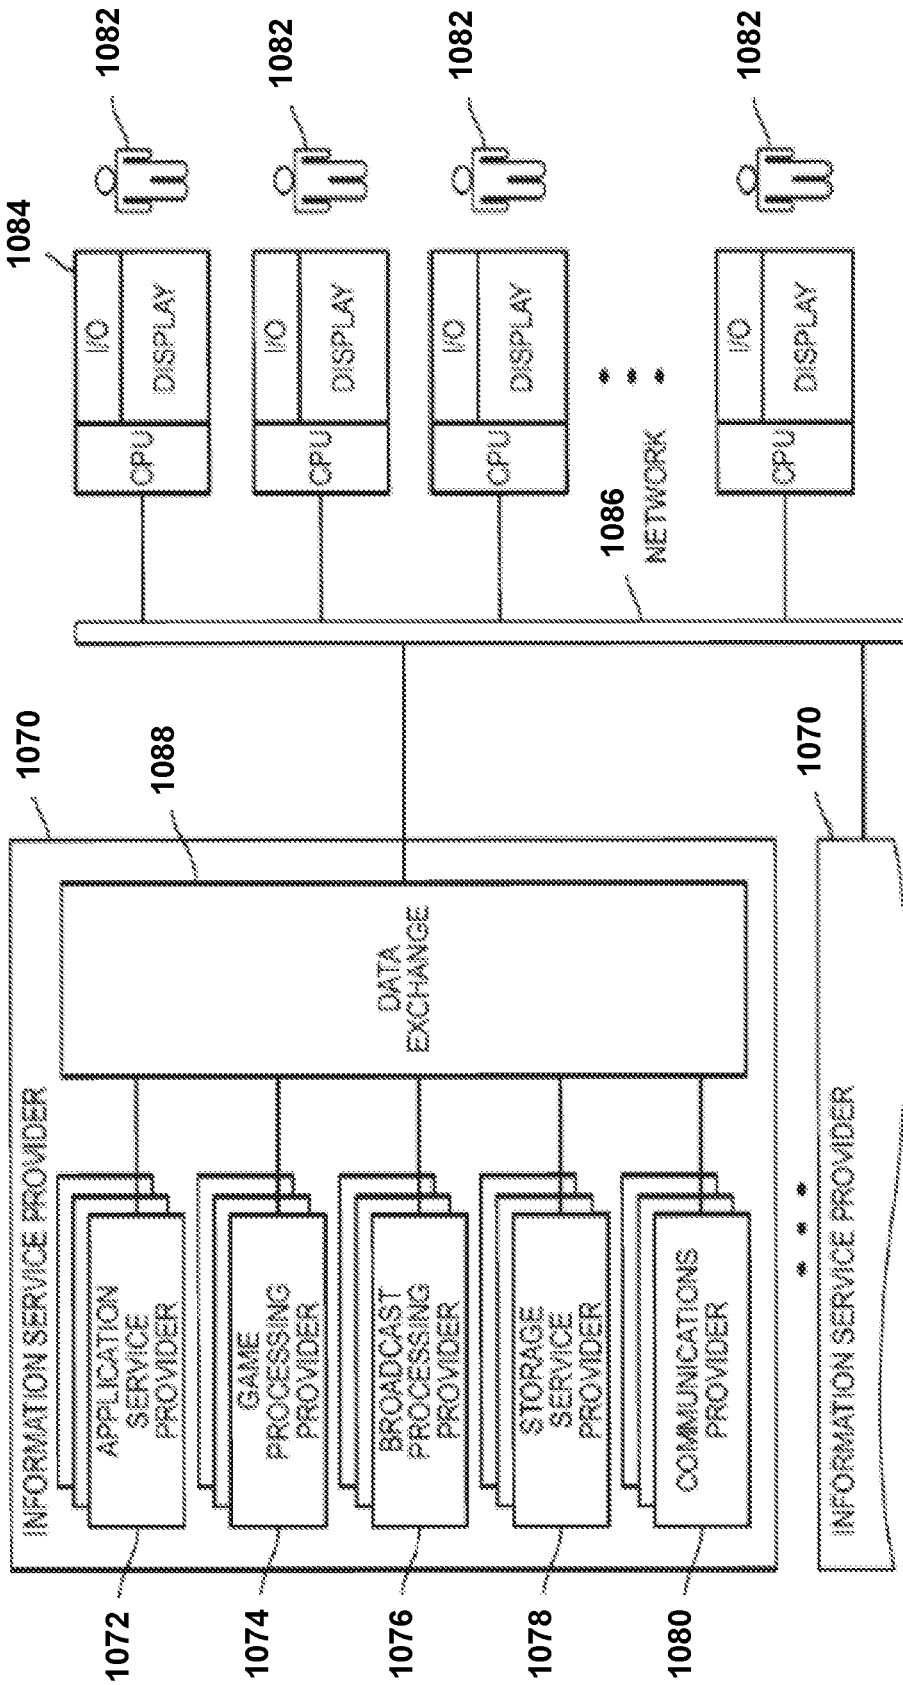 1070
INFORMATION SERVICE PROVIDER
1072
APPLICATION
SERVICE
PROVIDER
1074
GAME
PROCESSING
PROVIDER
1076
BROADCAST
PROCESSING
PROVIDER
1078
STORAGE
SERVICE
PROVIDER
1080
COMMUNICATIONS
PROVIDER
1088
DATA
EXCHANGE
1070
INFORMATION SERVICE PROVIDER
1086
NETWORK
1084
CPU
I/O
DISPLAY
1082
CPU
I/O
DISPLAY
1082
CPU
I/O
DISPLAY
1082
CPU
I/O
DISPLAY
1082